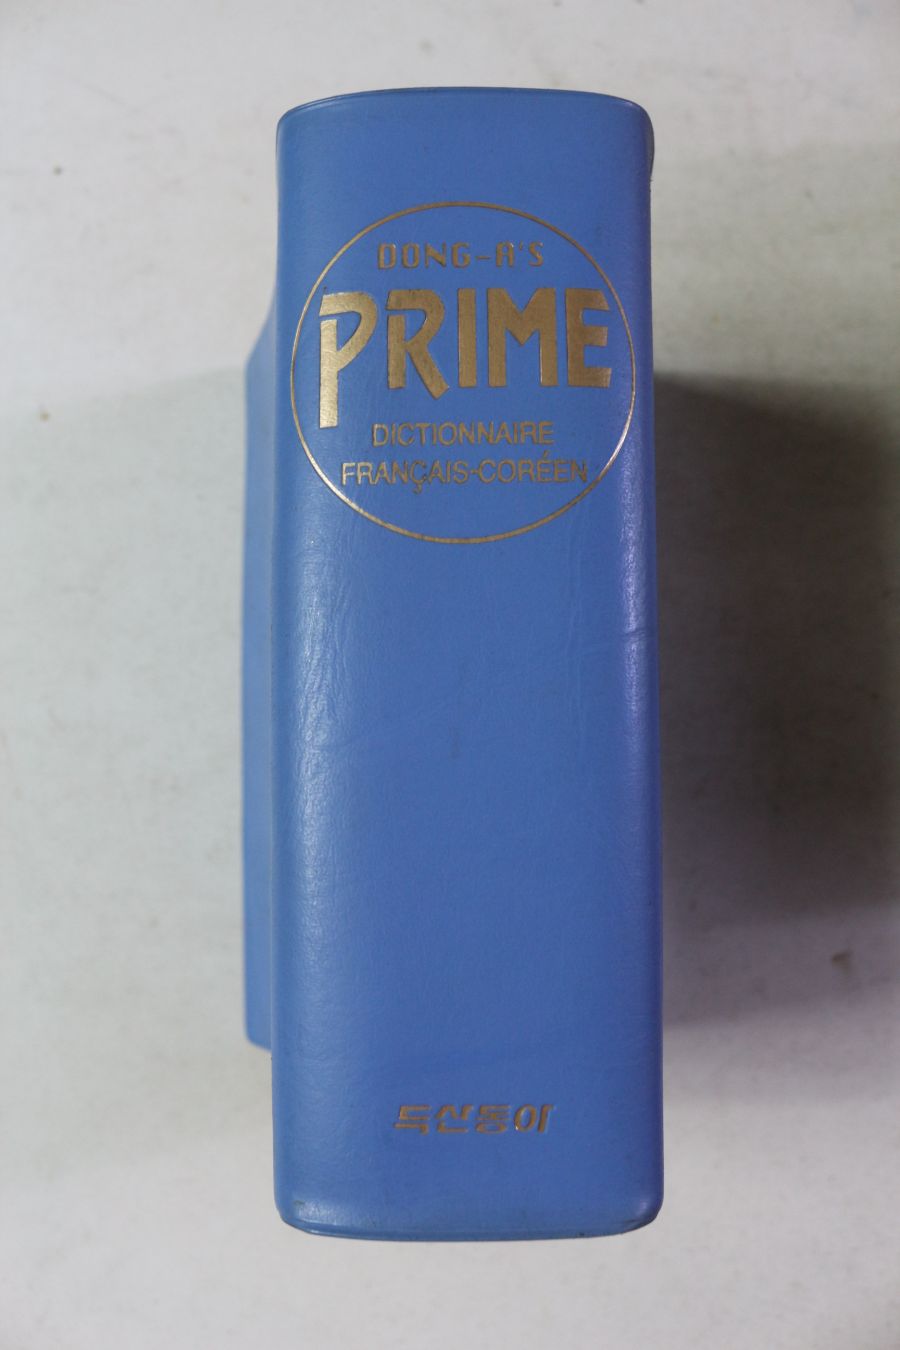 DONG-A'S
PRIME
DICTIONNAIRE
FRANÇAIS-CORÉEN
두산동아